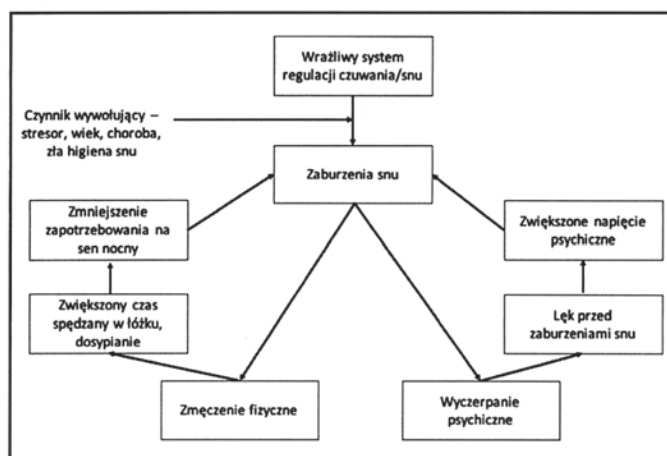 Wrażliwy system
regulacji czuwania/snu
Czynnik wywołujący –
stresor, wiek, choroba,
zła higiena snu
Zaburzenia snu
Zmniejszenie
zapotrzebowania na
sen nocny
Zwiększone napięcie
psychiczne
Zwiększony czas
spędzany w łóżku,
dosypianie
Lęk przed
zaburzeniami snu
Zmęczenie fizyczne
Wyczerpanie
psychiczne